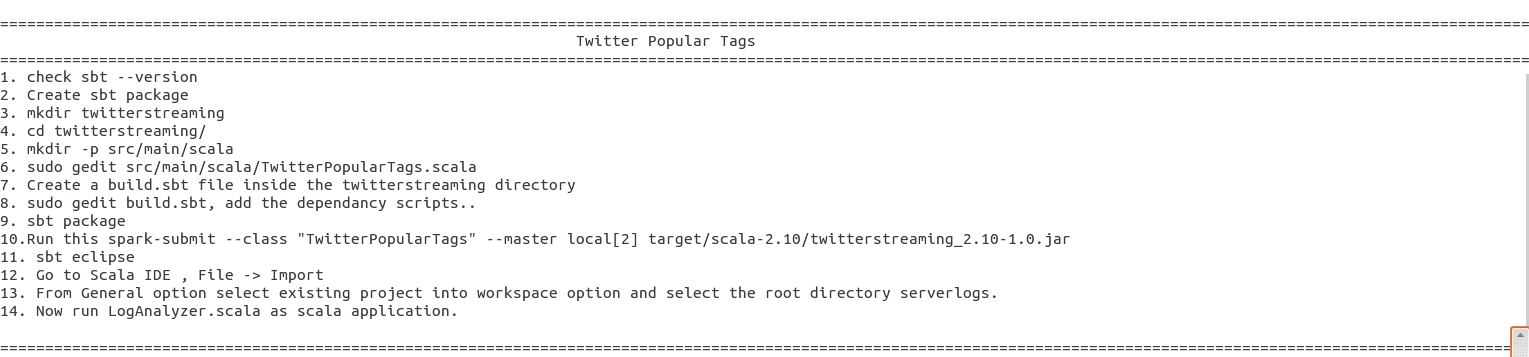 ================================================================================================================================================================================
Twitter Popular Tags
================================================================================================================================================================================
1. check sbt --version
2. Create sbt package
3. mkdir twitterstreaming
4. cd twitterstreaming/
5. mkdir -p src/main/scala
6. sudo gedit src/main/scala/TwitterPopularTags.scala
7. Create a build.sbt file inside the twitterstreaming directory
8. sudo gedit build.sbt, add the dependancy scripts..
9. sbt package
10.Run this spark-submit --class "TwitterPopularTags" --master local[2] target/scala-2.10/twitterstreaming_2.10-1.0.jar
11. sbt eclipse
12. Go to Scala IDE , File -> Import
13. From General option select existing project into workspace option and select the root directory serverlogs.
14. Now run LogAnalyzer.scala as scala application.
================================================================================================================================================================================